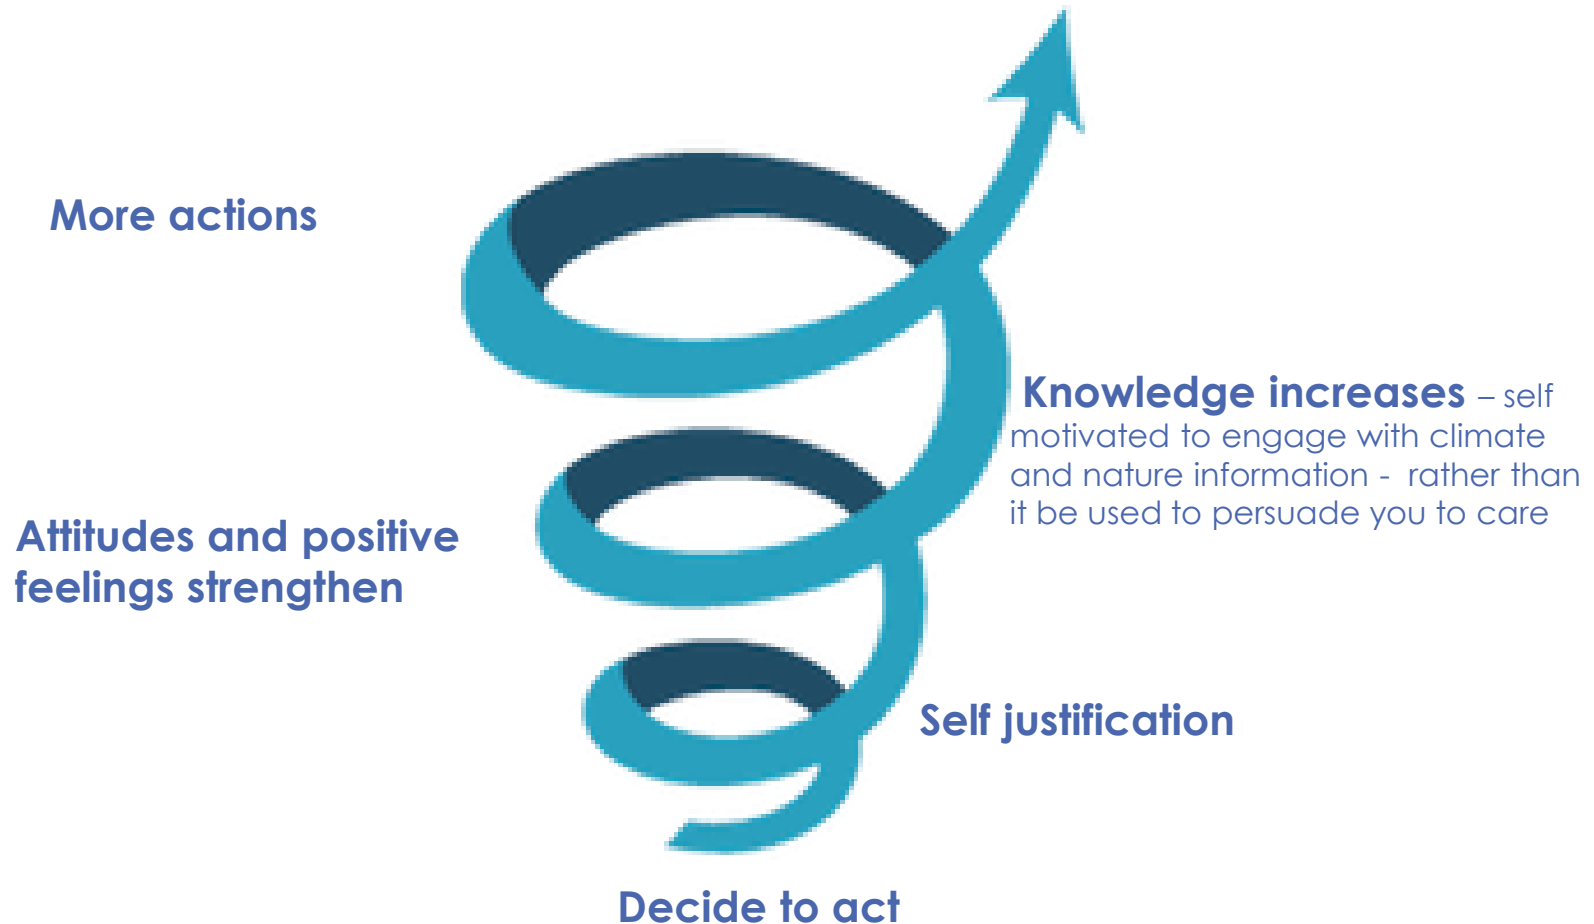 More actions
Knowledge increases – self
motivated to engage with climate
and nature information - rather than
it be used to persuade you to care
Attitudes and positive
feelings strengthen
Self justification
Decide to act